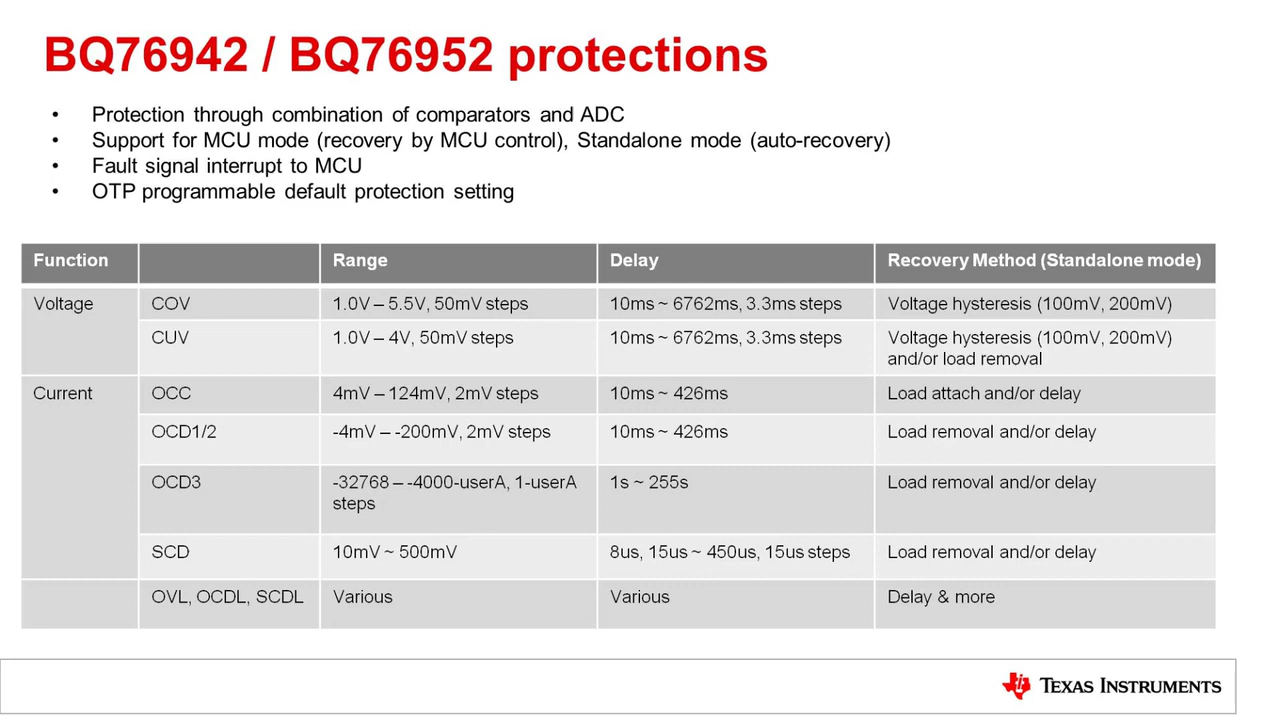 BQ76942 / BQ76952 protections
• Protection through combination of comparators and ADC
• Support for MCU mode (recovery by MCU control), Standalone mode (auto-recovery)
• Fault signal interrupt to MCU
• OTP programmable default protection setting
Function Range Delay Recovery Method (Standalone mode)
Voltage COV 1.0V – 5.5V, 50mV steps 10ms ~ 6762ms, 3.3ms steps Voltage hysteresis (100mV, 200mV)
CUV 1.0V – 4V, 50mV steps 10ms ~ 6762ms, 3.3ms steps Voltage hysteresis (100mV, 200mV)
and/or load removal
Current OCC 4mV – 124mV, 2mV steps 10ms ~ 426ms Load attach and/or delay
OCD1/2 -4mV – -200mV, 2mV steps 10ms ~ 426ms Load removal and/or delay
OCD3 -32768 – -4000-userA, 1-userA 1s ~ 255s Load removal and/or delay
steps
SCD 10mV ~ 500mV 8us, 15us ~ 450us, 15us steps Load removal and/or delay
OVL, OCDL, SCDL Various Various Delay & more
TEXAS INSTRUMENTS